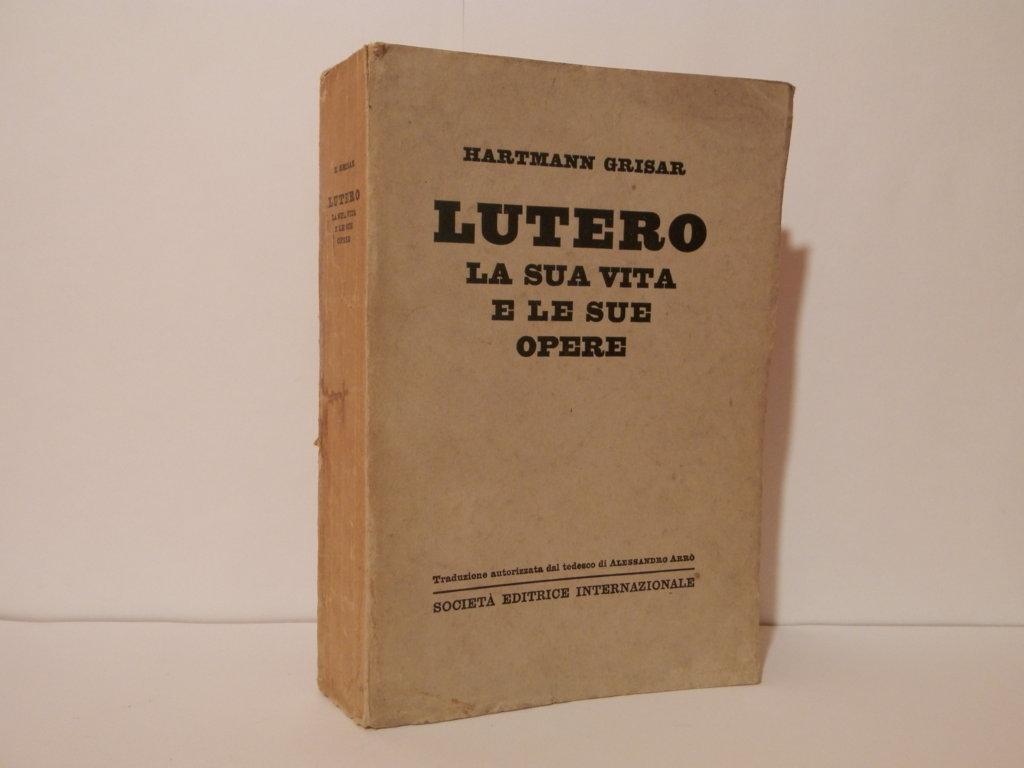 HARTMANN GRISAR
LUTERO
LA SUA VITA
E LE SUE
OPERE
Traduzione autorizzata dal tedesco di ALESSANDRO ARRÒ
SOCIETÀ EDITRICE INTERNAZIONALE
H. GRISAR
LUTERO
LA SUA VITA
E LE SUE
OPERE